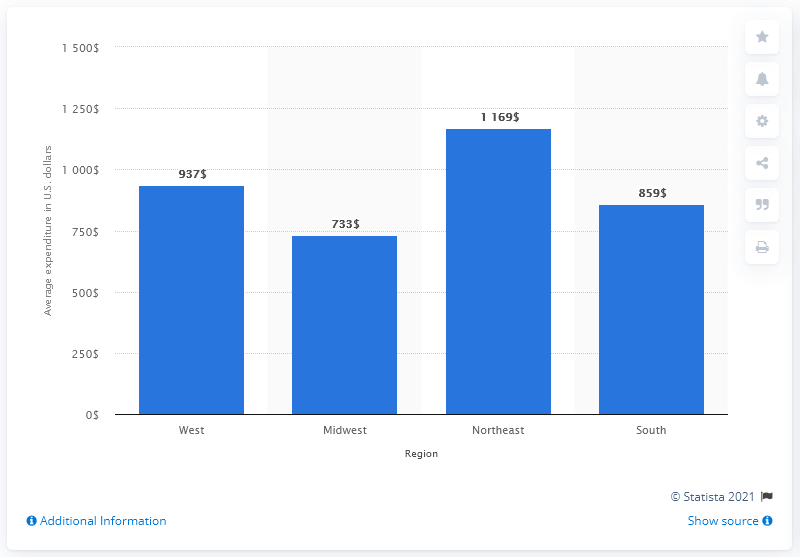 1 500$
1 250$
1 000$
750$
500$
250$
0$
Average expenditure in U.S. dollars
937$
733$
1 169$
859$
West
Midwest
Northeast
South
Region
© Statista 2021
Additional Information
Show source